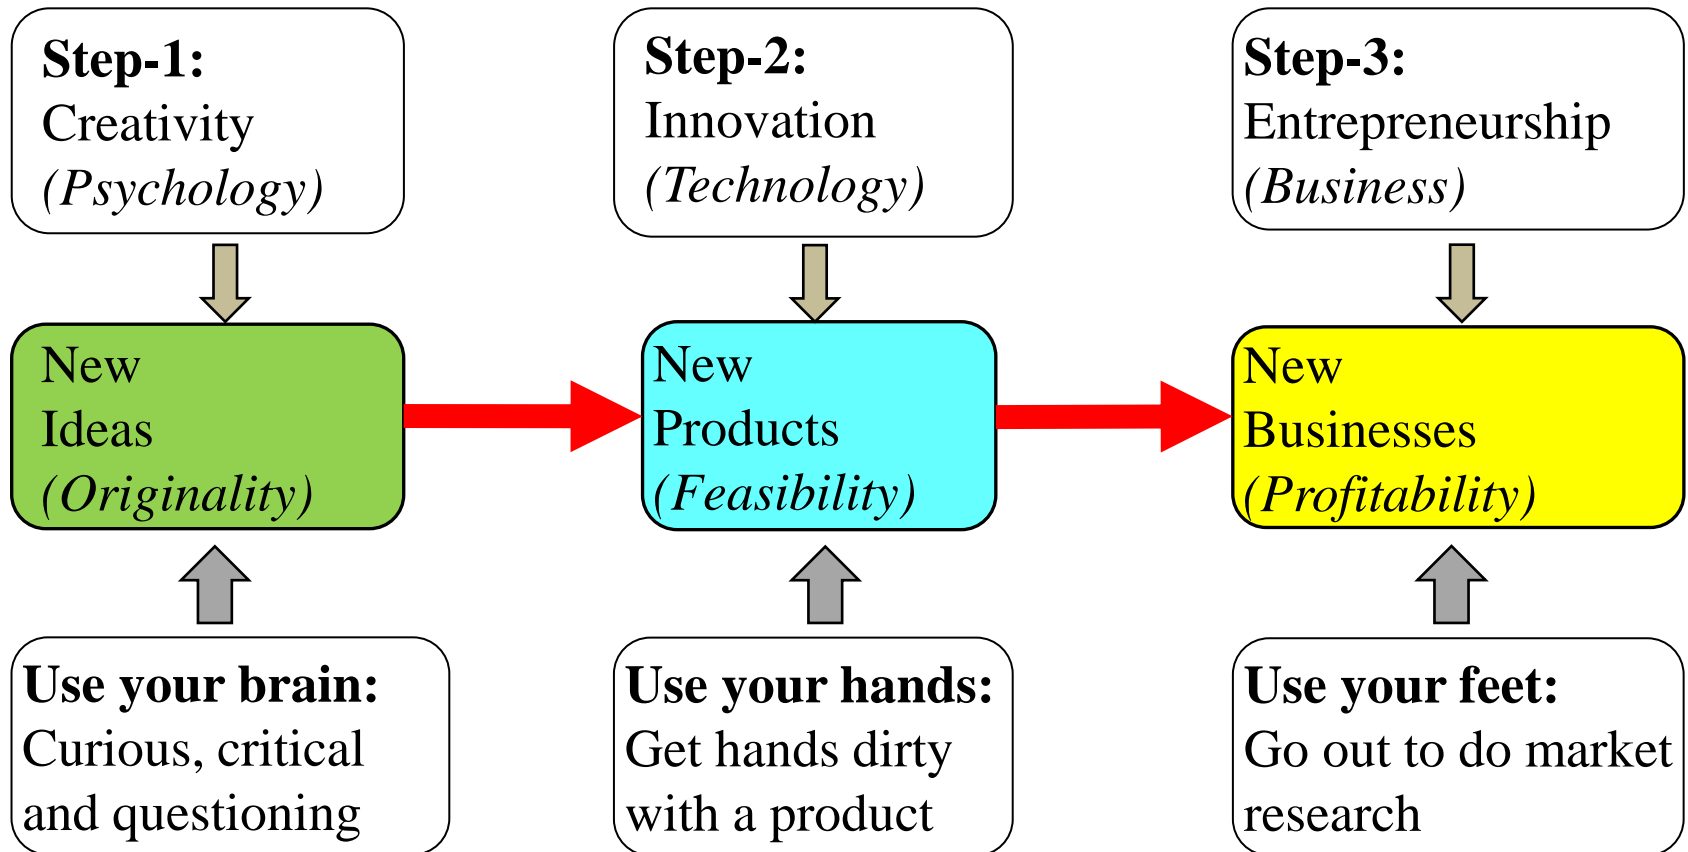 Step-1:
Creativity
(Psychology)
Step-2:
Innovation
(Technology)
Step-3:
Entrepreneurship
(Business)
New
Ideas
(Originality)
New
Products
(Feasibility)
New
Businesses
(Profitability)
Use your brain:
Curious, critical
and questioning
Use your hands:
Get hands dirty
with a product
Use your feet:
Go out to do market
research